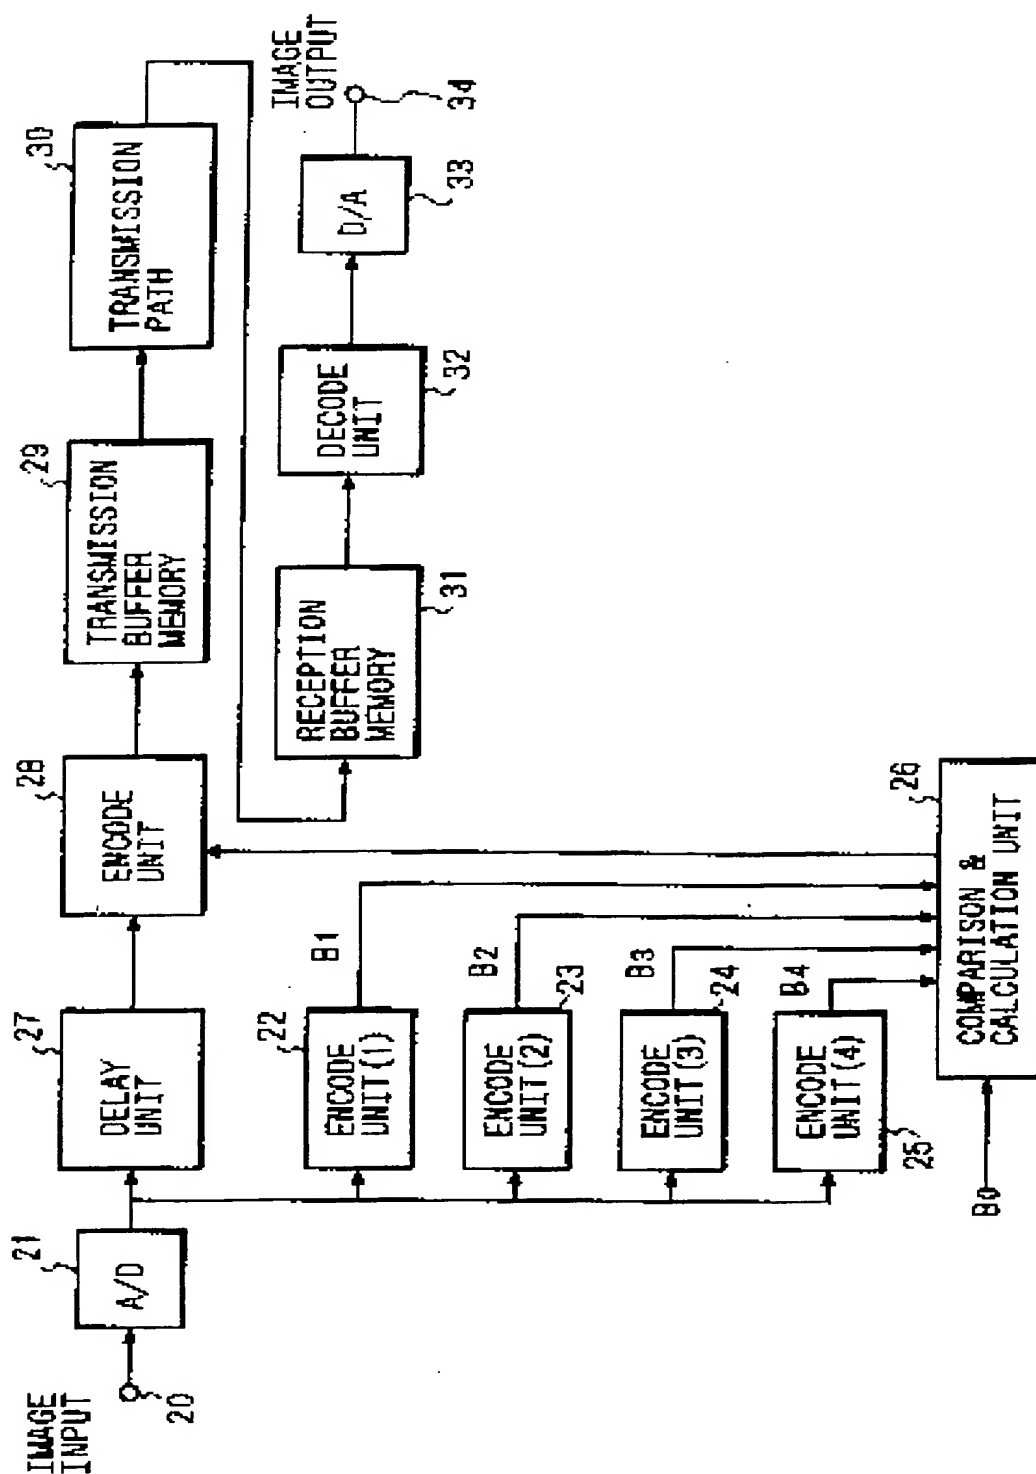 IMAGE
INPUT
20
21
A/D
27
DELAY
UNIT
28
ENCODE
UNIT
29
TRANSMISSION
BUFFER
MEMORY
30
TRANSMISSION
PATH
22
ENCODE
UNIT(1)
B1
ENCODE
UNIT(2)
23
B2
ENCODE
UNIT(3)
24
B3
ENCODE
UNIT(4)
25
B4
B0
26
COMPARISON &
CALCULATION UNIT
RECEPTION
BUFFER
MEMORY
31
DECODE
UNIT
32
D/A
33
IMAGE
OUTPUT
34